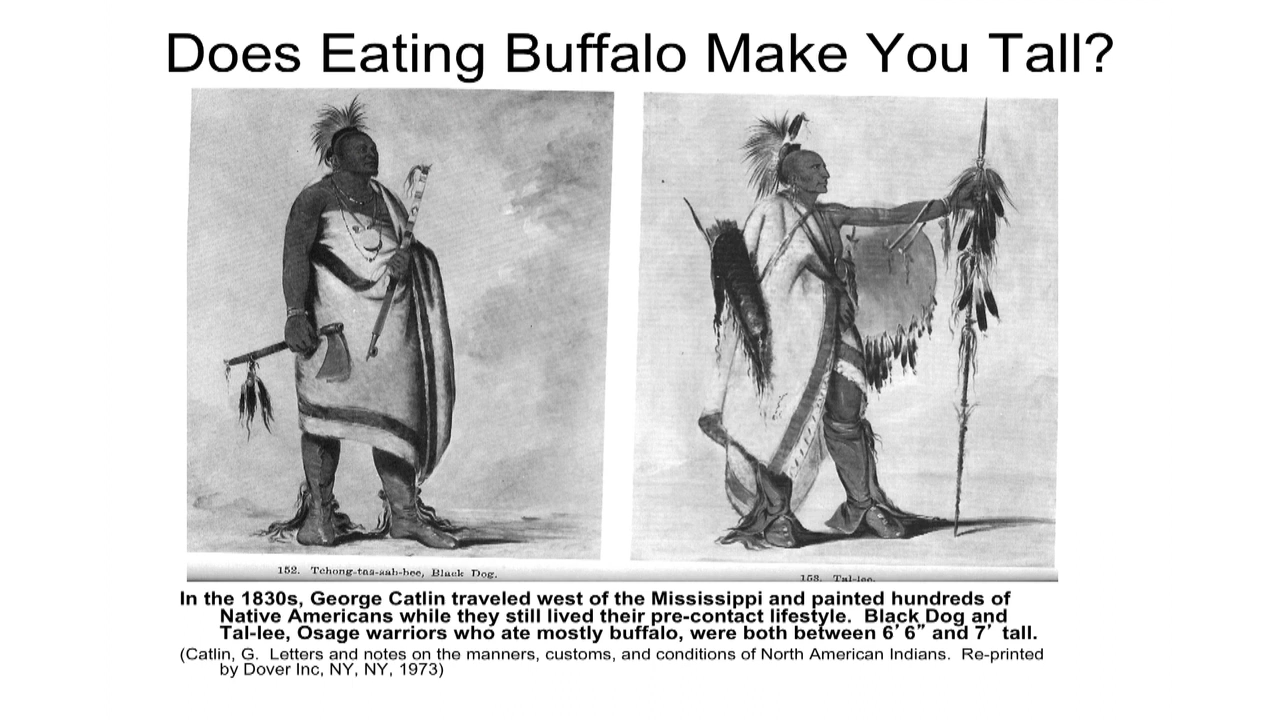 Does Eating Buffalo Make You Tall?
152. Tchong-tas-sab-bee, Black Dog.
153. Tal-lee.
In the 1830s, George Catlin traveled west of the Mississippi and painted hundreds of
Native Americans while they still lived their pre-contact lifestyle. Black Dog and
Tal-lee, Osage warriors who ate mostly buffalo, were both between 6’ 6” and 7’ tall.
(Catlin, G. Letters and notes on the manners, customs, and conditions of North American Indians. Re-printed
by Dover Inc, NY, NY, 1973)